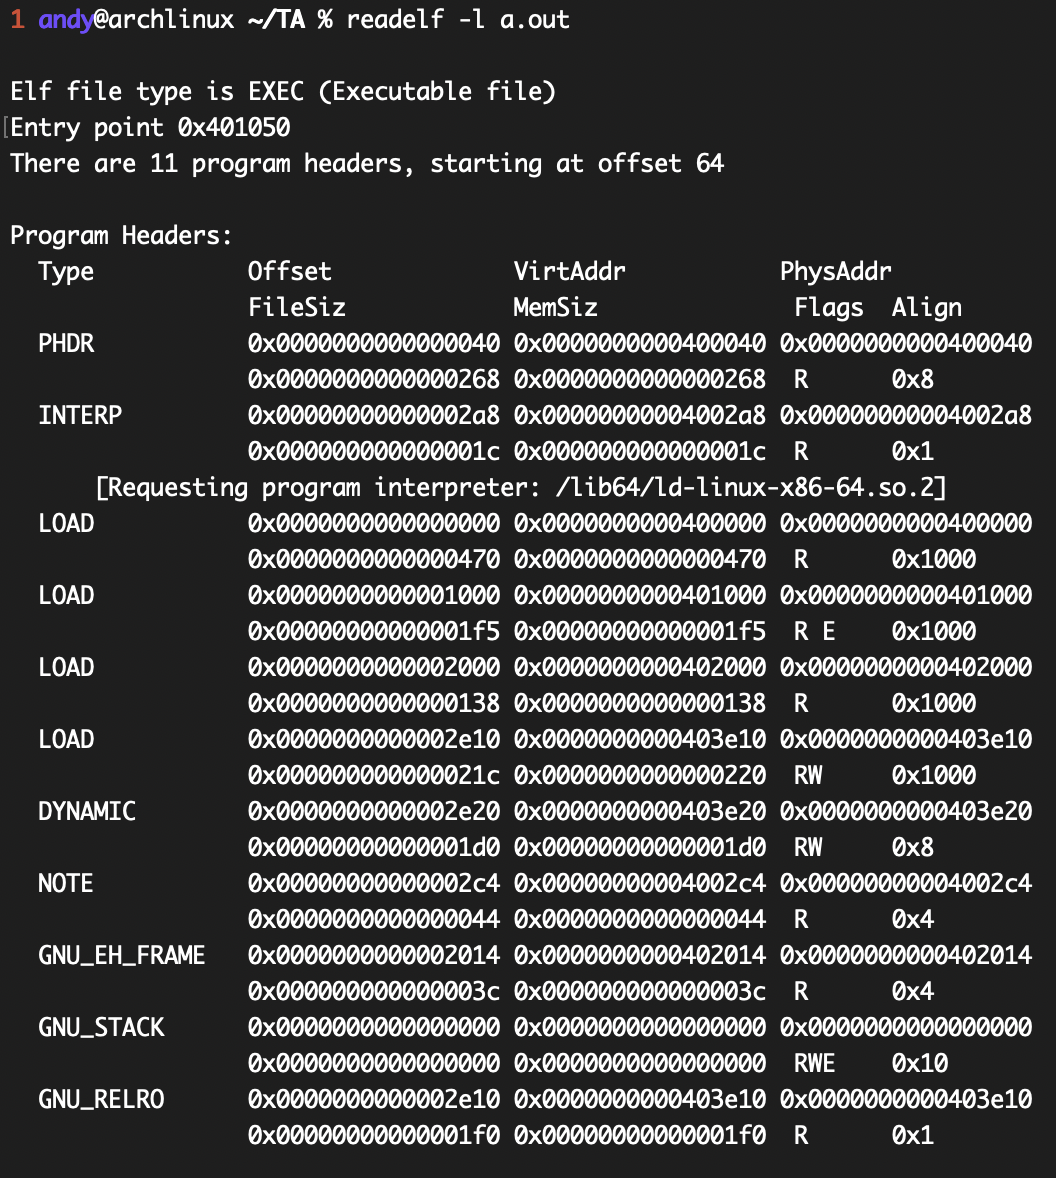 1 andy@archlinux ~/TA % readelf -l a.out
Elf file type is EXEC (Executable file)
[Entry point 0x401050
There are 11 program headers, starting at offset 64
Program Headers:
Type Offset VirtAddr PhysAddr
FileSiz MemSiz Flags Align
PHDR 0x0000000000000040 0x0000000000400040 0x0000000000400040
0x0000000000000268 0x0000000000000268 R 0x8
INTERP 0x00000000000002a8 0x00000000004002a8 0x00000000004002a8
0x000000000000001c 0x000000000000001c R 0x1
[Requesting program interpreter: /lib64/ld-linux-x86-64.so.2]
LOAD 0x0000000000000000 0x0000000000400000 0x0000000000400000
0x0000000000000470 0x0000000000000470 R 0x1000
LOAD 0x0000000000001000 0x0000000000401000 0x0000000000401000
0x00000000000001f5 0x00000000000001f5 R E 0x1000
LOAD 0x0000000000002000 0x0000000000402000 0x0000000000402000
0x0000000000000138 0x0000000000000138 R 0x1000
LOAD 0x0000000000002e10 0x0000000000403e10 0x0000000000403e10
0x000000000000021c 0x0000000000000220 RW 0x1000
DYNAMIC 0x0000000000002e20 0x0000000000403e20 0x0000000000403e20
0x00000000000001d0 0x00000000000001d0 RW 0x8
NOTE 0x00000000000002c4 0x00000000004002c4 0x00000000004002c4
0x0000000000000044 0x0000000000000044 R 0x4
GNU_EH_FRAME 0x0000000000002014 0x0000000000402014 0x0000000000402014
0x000000000000003c 0x000000000000003c R 0x4
GNU_STACK 0x0000000000000000 0x0000000000000000 0x0000000000000000
0x0000000000000000 0x0000000000000000 RWE 0x10
GNU_RELRO 0x0000000000002e10 0x0000000000403e10 0x0000000000403e10
0x00000000000001f0 0x00000000000001f0 R 0x1